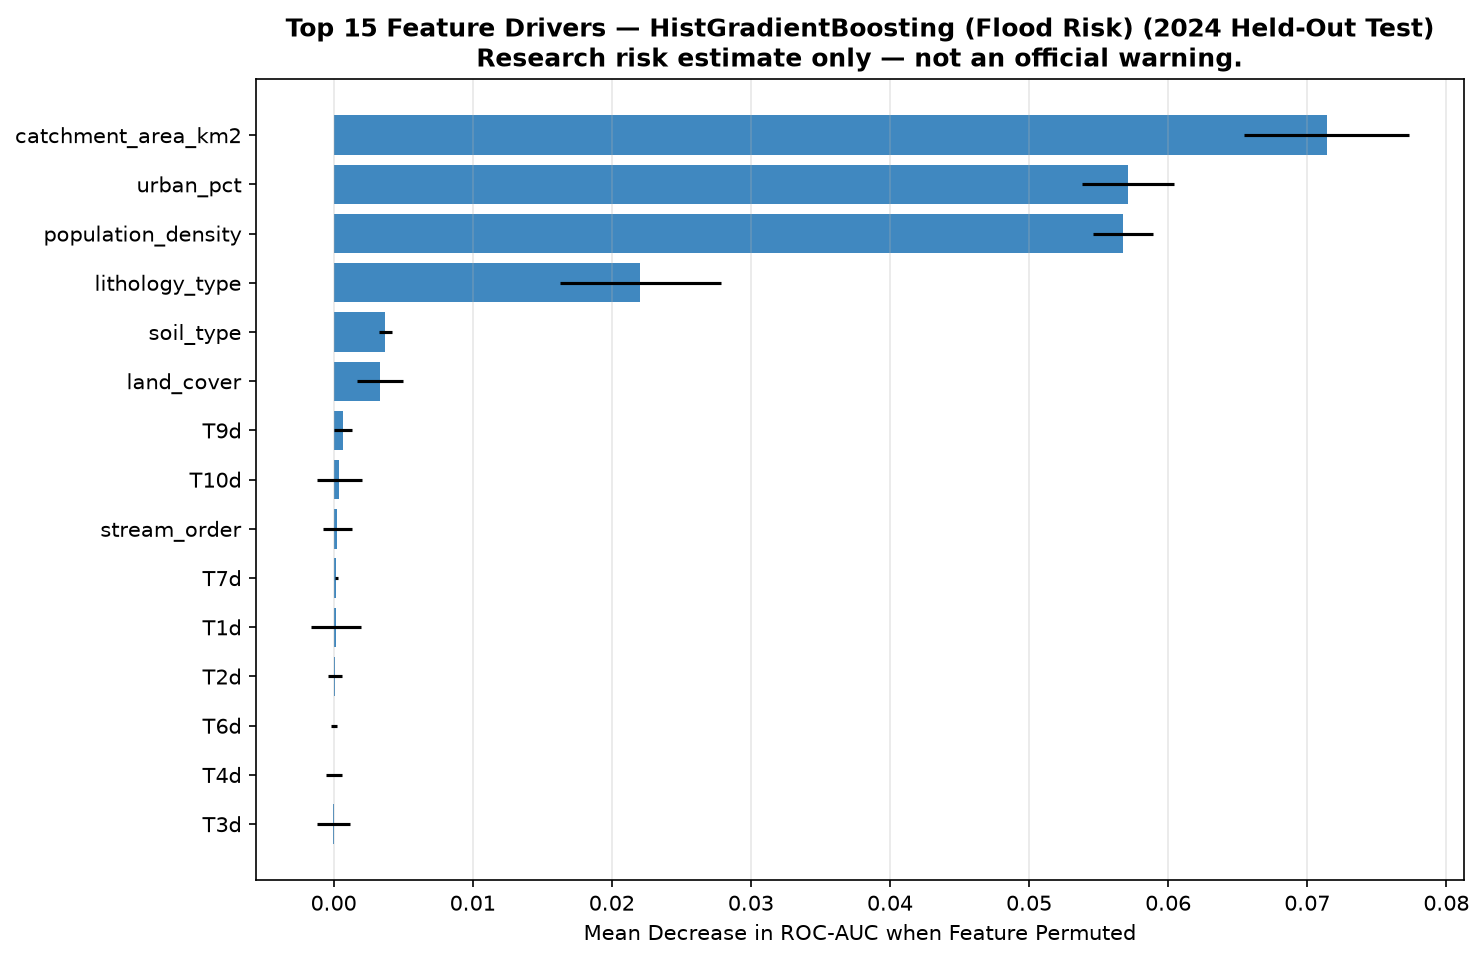 Top 15 Feature Drivers — HistGradientBoosting (Flood Risk) (2024 Held-Out Test)
Research risk estimate only — not an official warning.
catchment_area_km2
urban_pct
population_density
lithology_type
soil_type
land_cover
T9d
T10d
stream_order
T7d
T1d
T2d
T6d
T4d
T3d
0.00 0.01 0.02 0.03 0.04 0.05 0.06 0.07 0.08
Mean Decrease in ROC-AUC when Feature Permuted